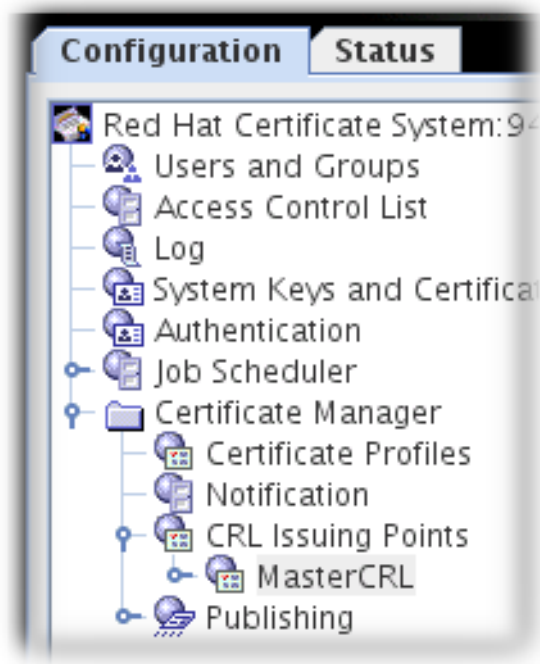 Configuration Status
Red Hat Certificate System:94
Users and Groups
Access Control List
Log
System Keys and Certifica
Authentication
Job Scheduler
Certificate Manager
Certificate Profiles
Notification
CRL Issuing Points
MasterCRL
Publishing